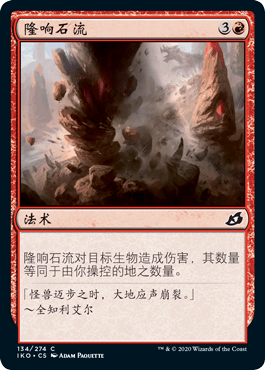 隆响石流 3
法术
隆响石流对目标生物造成伤害，其数量
等同于由你操控的地之数量。
「怪兽迈步之时，大地应声崩裂。」
～全知利艾尔
134/274 C
IKO • CS ADAM PAQUETTE
™ & © 2020 Wizards of the Coast